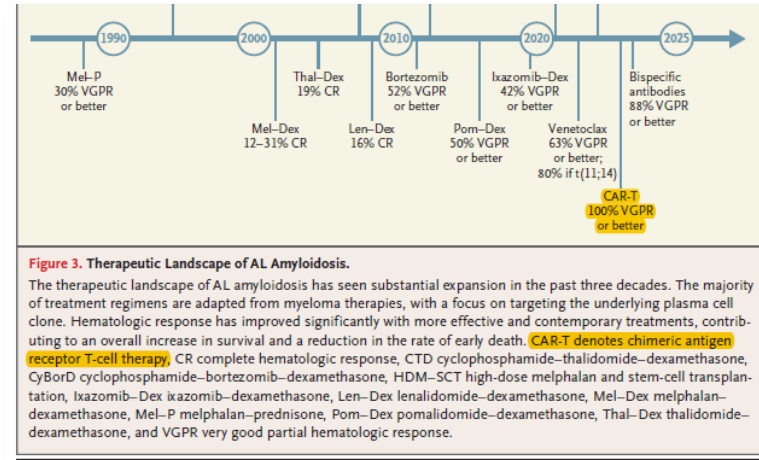 1990
2000
2010
2020
2025
Mel–P
30% VGPR
or better
Mel–Dex
12–31% CR
Thal–Dex
19% CR
Len–Dex
16% CR
Bortezomib
52% VGPR
or better
Pom–Dex
50% VGPR
or better
Ixazomib–Dex
42% VGPR
or better
Venetoclax
63% VGPR
or better;
80% if t(11;14)
CAR-T
100% VGPR
or better
Bispecific
antibodies
88% VGPR
or better
Figure 3. Therapeutic Landscape of AL Amyloidosis.
The therapeutic landscape of AL amyloidosis has seen substantial expansion in the past three decades. The majority
of treatment regimens are adapted from myeloma therapies, with a focus on targeting the underlying plasma cell
clone. Hematologic response has improved significantly with more effective and contemporary treatments, contrib-
uting to an overall increase in survival and a reduction in the rate of early death. CAR-T denotes chimeric antigen
receptor T-cell therapy, CR complete hematologic response, CTD cyclophosphamide–thalidomide–dexamethasone,
CyBorD cyclophosphamide–bortezomib–dexamethasone, HDM–SCT high-dose melphalan and stem-cell transplan-
tation, Ixazomib–Dex ixazomib–dexamethasone, Len–Dex lenalidomide–dexamethasone, Mel–Dex melphalan–
dexamethasone, Mel–P melphalan–prednisone, Pom–Dex pomalidomide–dexamethasone, Thal–Dex thalidomide–
dexamethasone, and VGPR very good partial hematologic response.